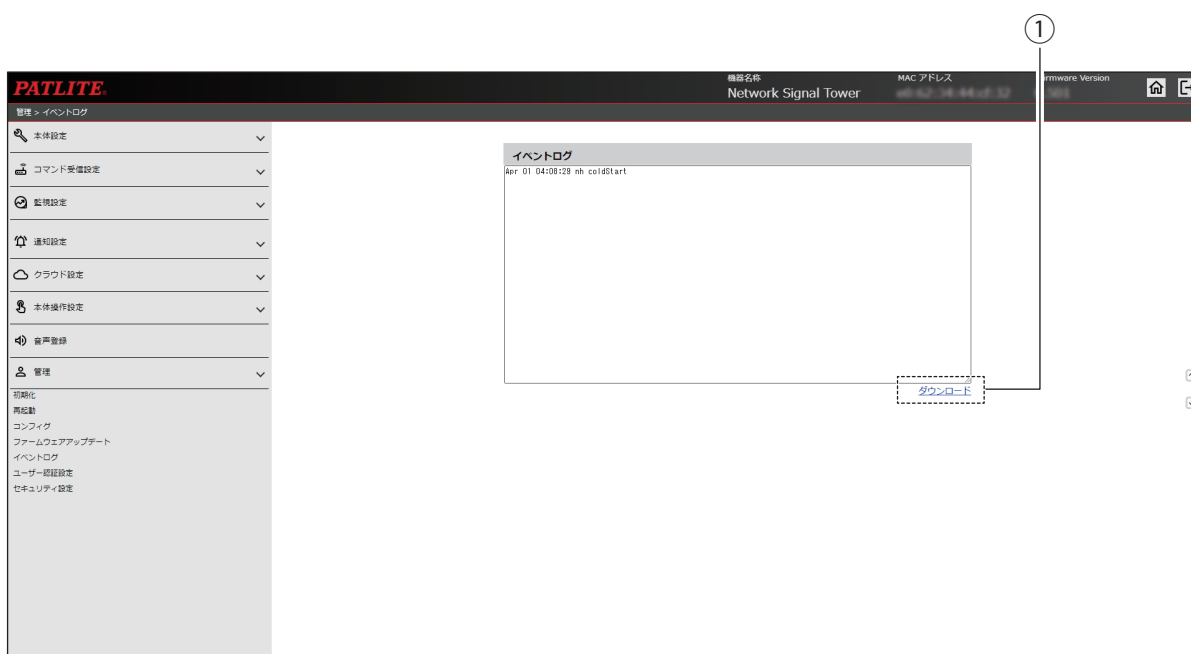 ①
PATLITE
機器名称
MAC アドレス
rmware Version
Network Signal Tower
管理 > イベントログ
本体設定
コマンド受信設定
監視設定
通知設定
クラウド設定
本体操作設定
音声登録
管理
初期化
再起動
コンフィグ
ファームウェアアップデート
イベントログ
ユーザー認証設定
セキュリティ設定
イベントログ
Apr 01 04:08:29 nh coldStart
ダウンロード